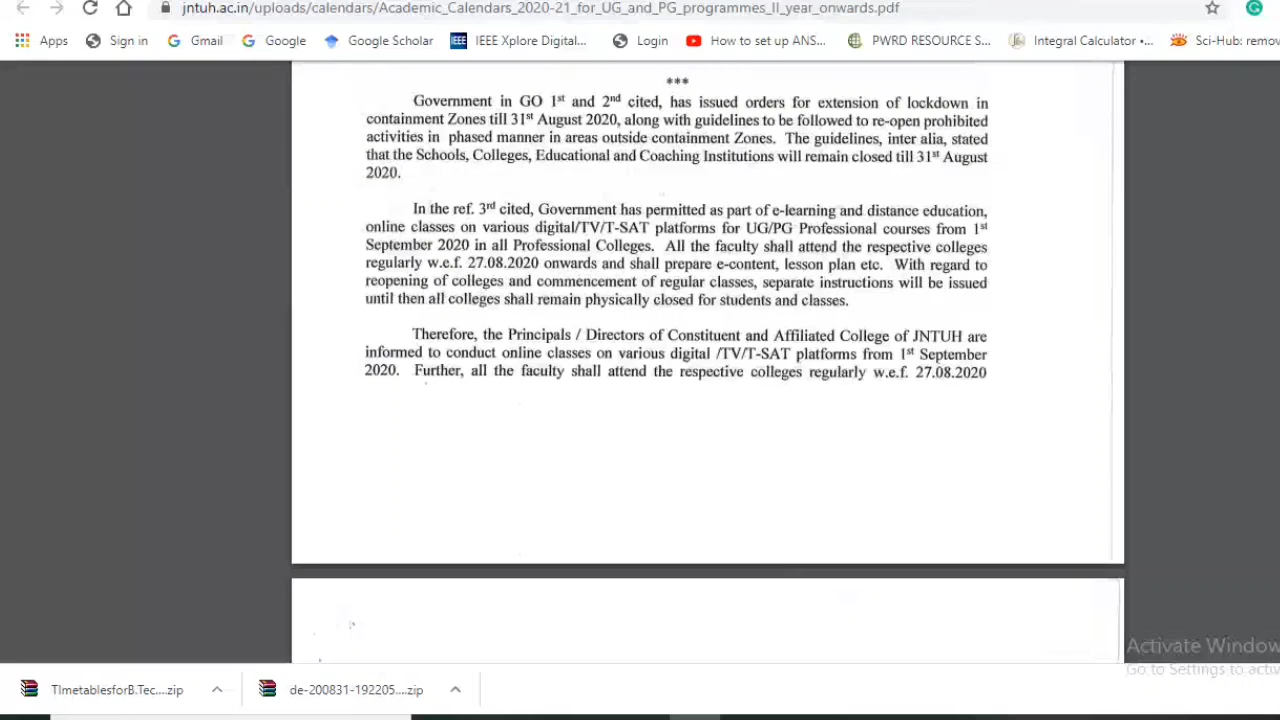 jntuh.ac.in/uploads/calendars/Academic_Calendars_2020-21_for_UG_and_PG_programmes_II_year_onwards.pdf
Apps Sign in Gmail Google Google Scholar IEEE IEEE Xplore Digital... Login How to set up ANS... PWRD RESOURCE S... Integral Calculator •... Sci-Hub: remov
***
Government in GO 1st and 2nd cited, has issued orders for extension of lockdown in
containment Zones till 31st August 2020, along with guidelines to be followed to re-open prohibited
activities in phased manner in areas outside containment Zones. The guidelines, inter alia, stated
that the Schools, Colleges, Educational and Coaching Institutions will remain closed till 31st August
2020.
In the ref. 3rd cited, Government has permitted as part of e-learning and distance education,
online classes on various digital/TV/T-SAT platforms for UG/PG Professional courses from 1st
September 2020 in all Professional Colleges. All the faculty shall attend the respective colleges
regularly w.e.f. 27.08.2020 onwards and shall prepare e-content, lesson plan etc. With regard to
reopening of colleges and commencement of regular classes, separate instructions will be issued
until then all colleges shall remain physically closed for students and classes.
Therefore, the Principals / Directors of Constituent and Affiliated College of JNTUH are
informed to conduct online classes on various digital /TV/T-SAT platforms from 1st September
2020. Further, all the faculty shall attend the respective colleges regularly w.e.f. 27.08.2020
Activate Window
Go to Settings to activ
TImetablesforB.Tec....zip de-200831-192205....zip